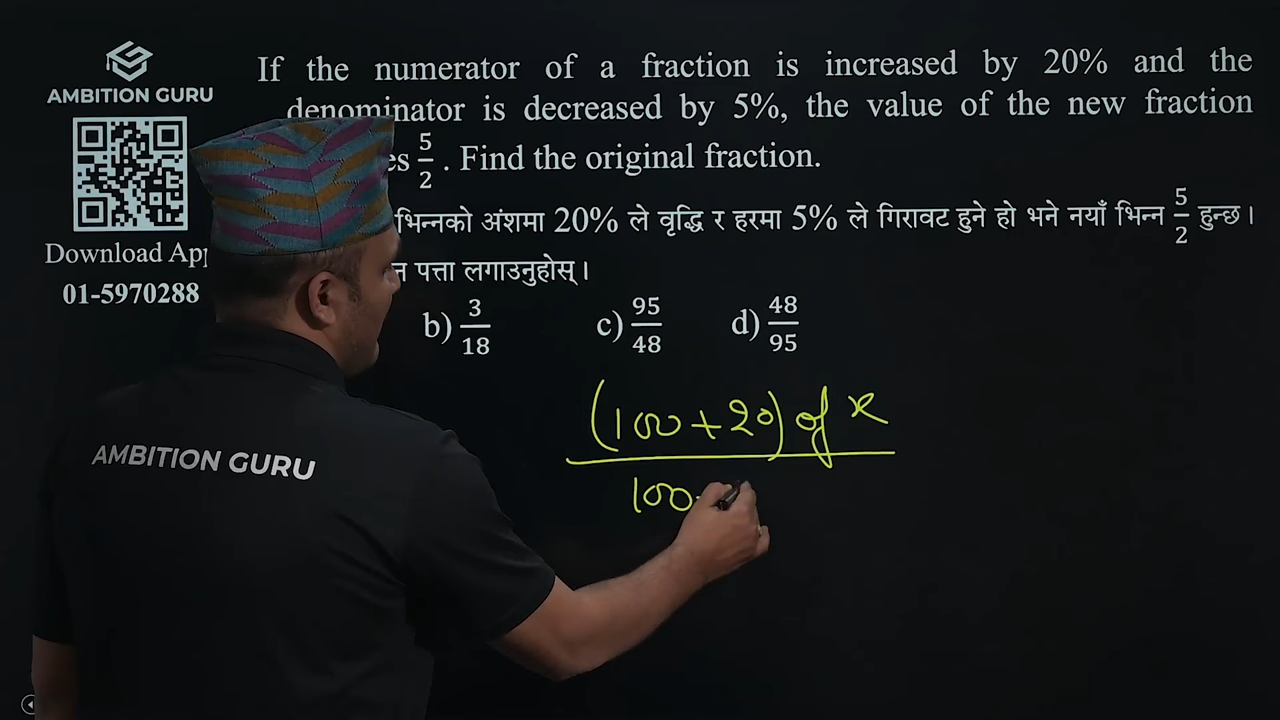 AMBITION GURU
Download
01-5970288
If the numerator of a fraction is increased by 20% and the
denominator is decreased by 5%, the value of the new fraction
5/2 . Find the original fraction.
भिन्नको अंशमा 20% ले वृद्धि र हरमा 5% ले गिरावट हुने हो भने नयाँ भिन्न 5/2 हुन्छ।
पत्ता लगाउनुहोस्।
b) 3/18 c) 95/48 d) 48/95
(100+20) of x
100
AMBITION GURU